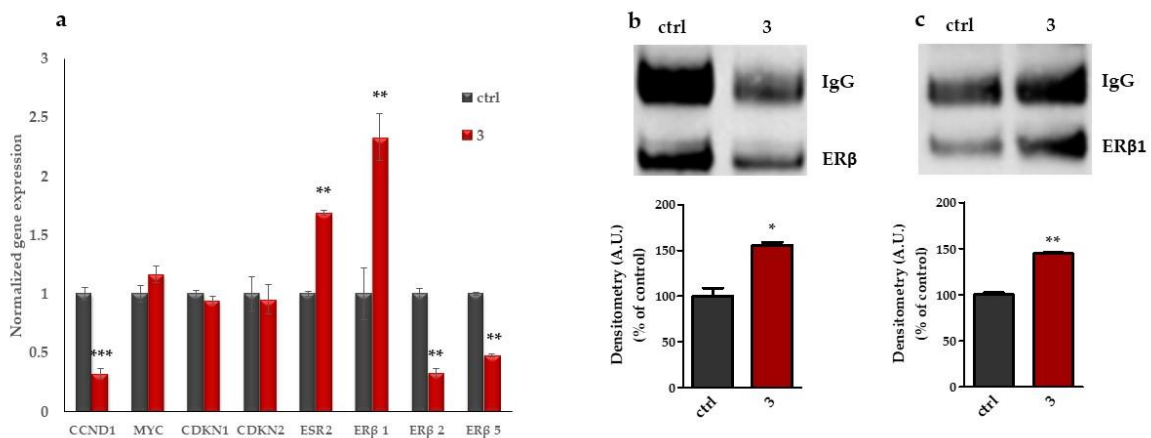 a
Normalized gene expression
3
2.5
2
1.5
1
0.5
0
ctrl
3
***
**
**
**
**
CCND1 MYC CDKN1 CDKN2 ESR2 ERβ 1 ERβ 2 ERβ 5
b
ctrl 3
IgG
ERβ
Densitometry (A.U.)
(% of control)
200
150
100
50
0
*
ctrl 3
c
ctrl 3
IgG
ERβ1
Densitometry (A.U.)
(% of control)
200
150
100
50
0
**
ctrl 3